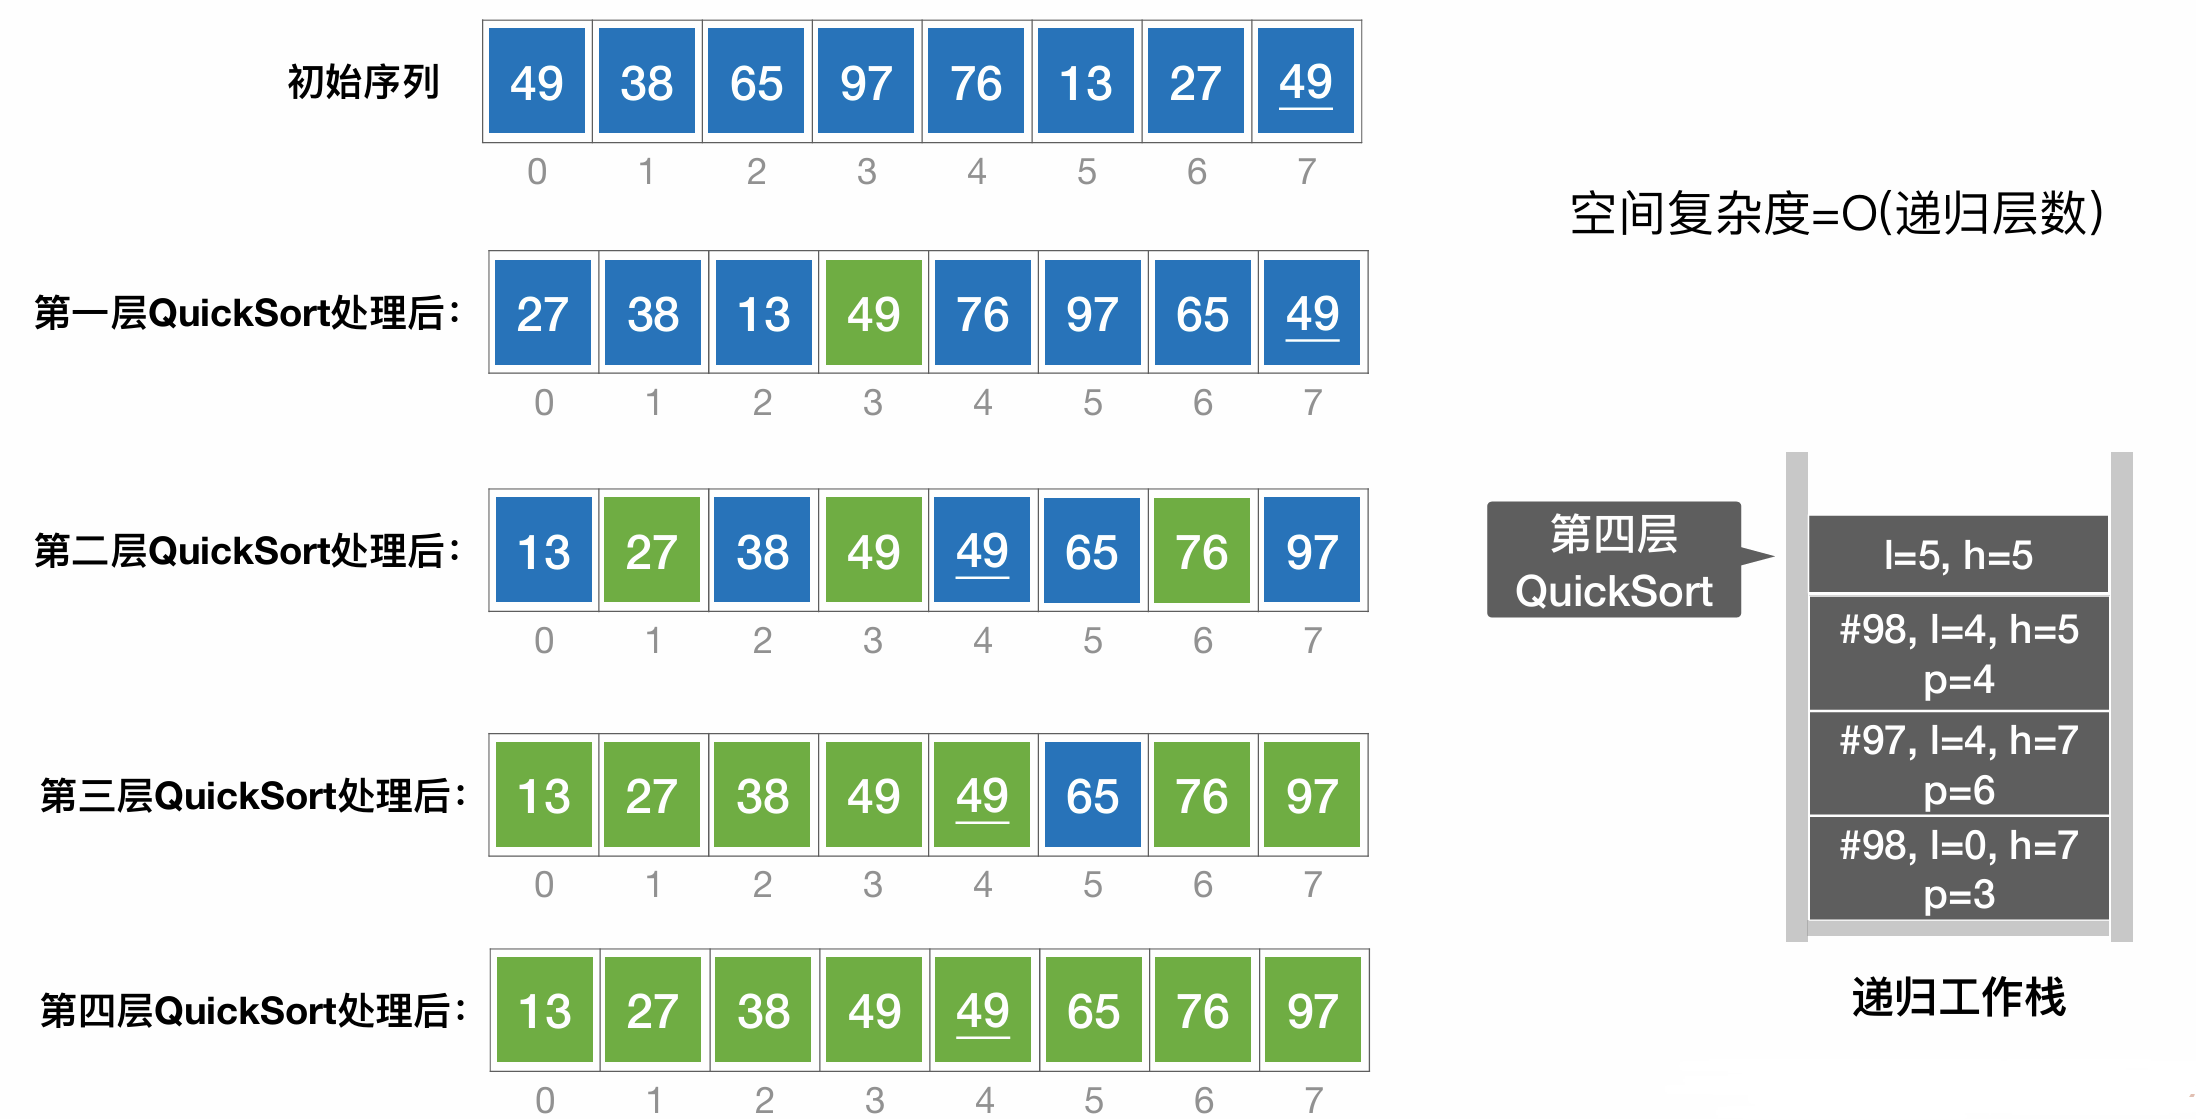 初始序列 49 38 65 97 76 13 27 49
0 1 2 3 4 5 6 7
空间复杂度=O(递归层数)
第一层QuickSort处理后： 27 38 13 49 76 97 65 49
0 1 2 3 4 5 6 7
第二层QuickSort处理后： 13 27 38 49 49 65 76 97
0 1 2 3 4 5 6 7
第三层QuickSort处理后： 13 27 38 49 49 65 76 97
0 1 2 3 4 5 6 7
第四层QuickSort处理后： 13 27 38 49 49 65 76 97
0 1 2 3 4 5 6 7
第四层
QuickSort
l=5, h=5
#98, l=4, h=5
p=4
#97, l=4, h=7
p=6
#98, l=0, h=7
p=3
递归工作栈